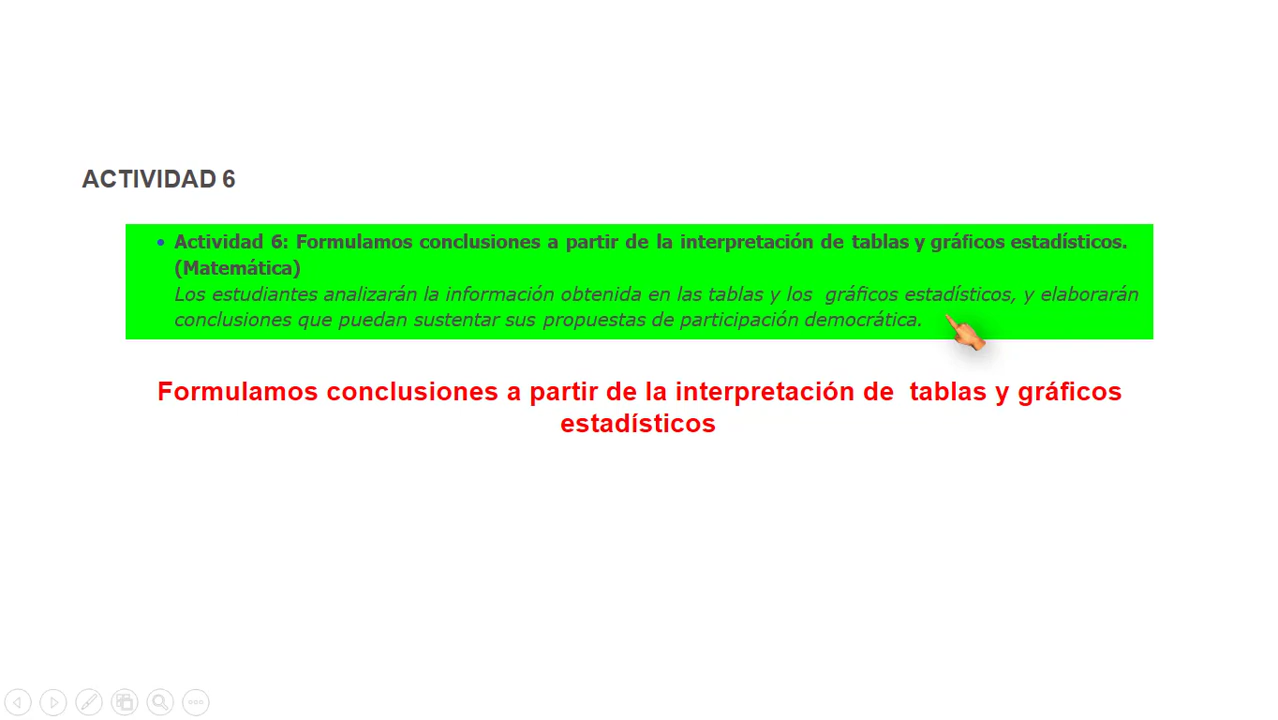 ACTIVIDAD 6
• Actividad 6: Formulamos conclusiones a partir de la interpretación de tablas y gráficos estadísticos.
(Matemática)
Los estudiantes analizarán la información obtenida en las tablas y los gráficos estadísticos, y elaborarán
conclusiones que puedan sustentar sus propuestas de participación democrática.
Formulamos conclusiones a partir de la interpretación de tablas y gráficos
estadísticos